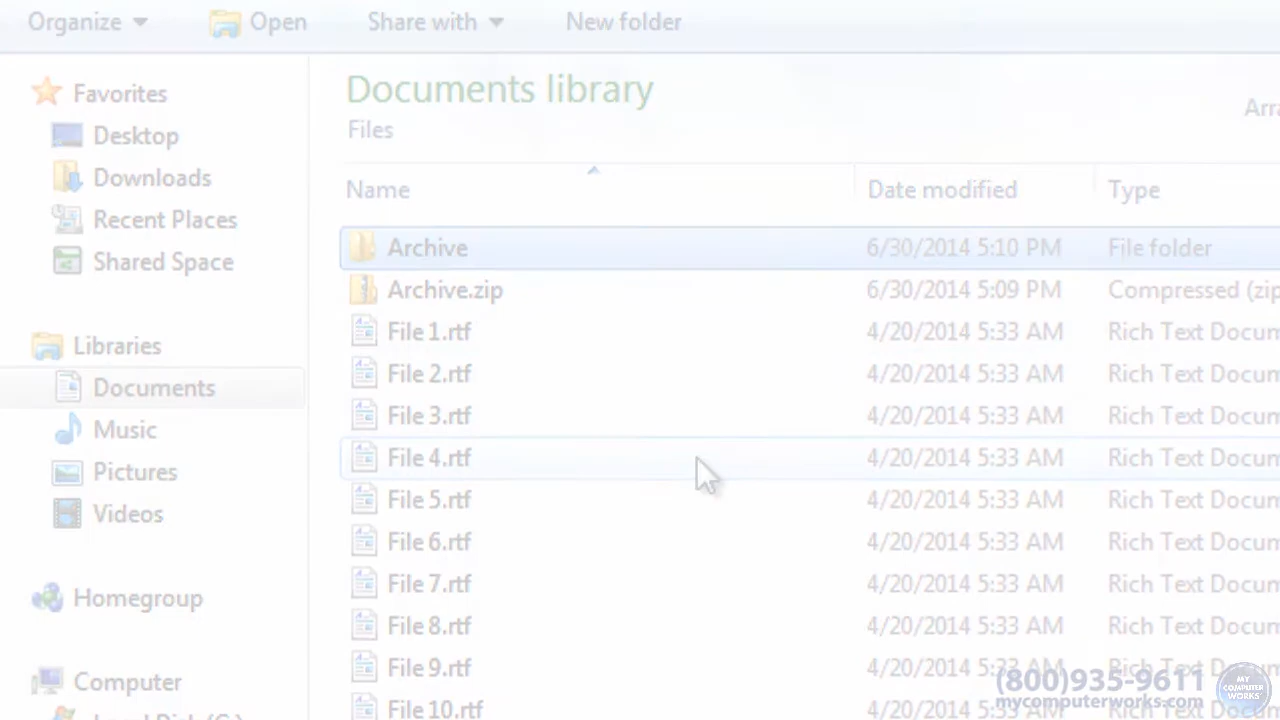 Organize Open Share with New folder
Favorites
Desktop
Downloads
Recent Places
Shared Space
Libraries
Documents
Music
Pictures
Videos
Homegroup
Computer
Documents library
Files
Name Date modified Type
Archive 6/30/2014 5:10 PM File folder
Archive.zip 6/30/2014 5:09 PM Compressed (zip
File 1.rtf 4/20/2014 5:33 AM Rich Text Docum
File 2.rtf 4/20/2014 5:33 AM Rich Text Docum
File 3.rtf 4/20/2014 5:33 AM Rich Text Docum
File 4.rtf 4/20/2014 5:33 AM Rich Text Docum
File 5.rtf 4/20/2014 5:33 AM Rich Text Docum
File 6.rtf 4/20/2014 5:33 AM Rich Text Docum
File 7.rtf 4/20/2014 5:33 AM Rich Text Docum
File 8.rtf 4/20/2014 5:33 AM Rich Text Docum
File 9.rtf 4/20/2014 5:33 AM Rich Text Docum
File 10.rtf 4/20/2014 5:33 AM Rich Text Docum
(800)935-9611
mycomputerworks.com
MY
COMPUTER
WORKS